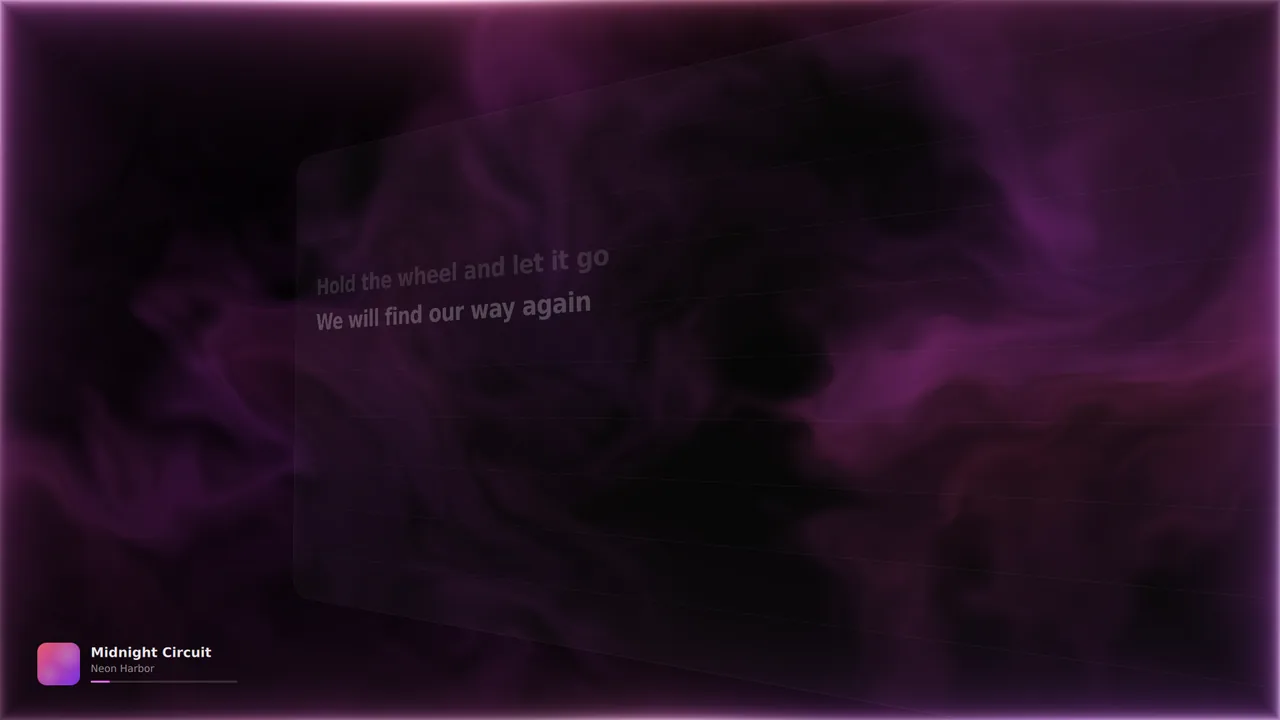 Hold the wheel and let it go
We will find our way again
Midnight Circuit
Neon Harbor